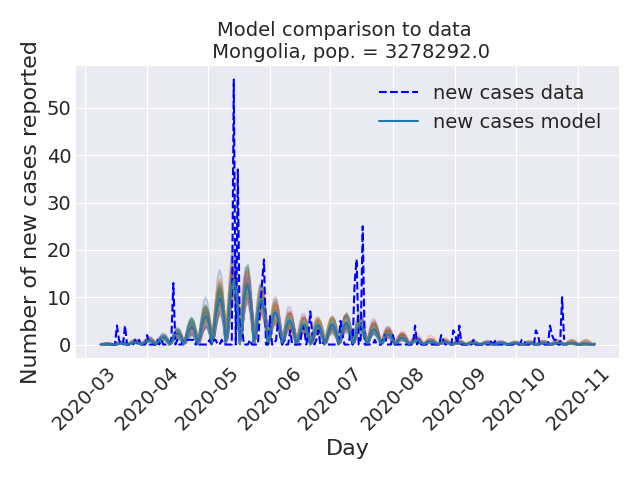 Model comparison to data
Mongolia, pop. = 3278292.0
Number of new cases reported
50
40
30
20
10
0
new cases data
new cases model
2020-03
2020-04
2020-05
2020-06
2020-07
2020-08
2020-09
2020-10
2020-11
Day